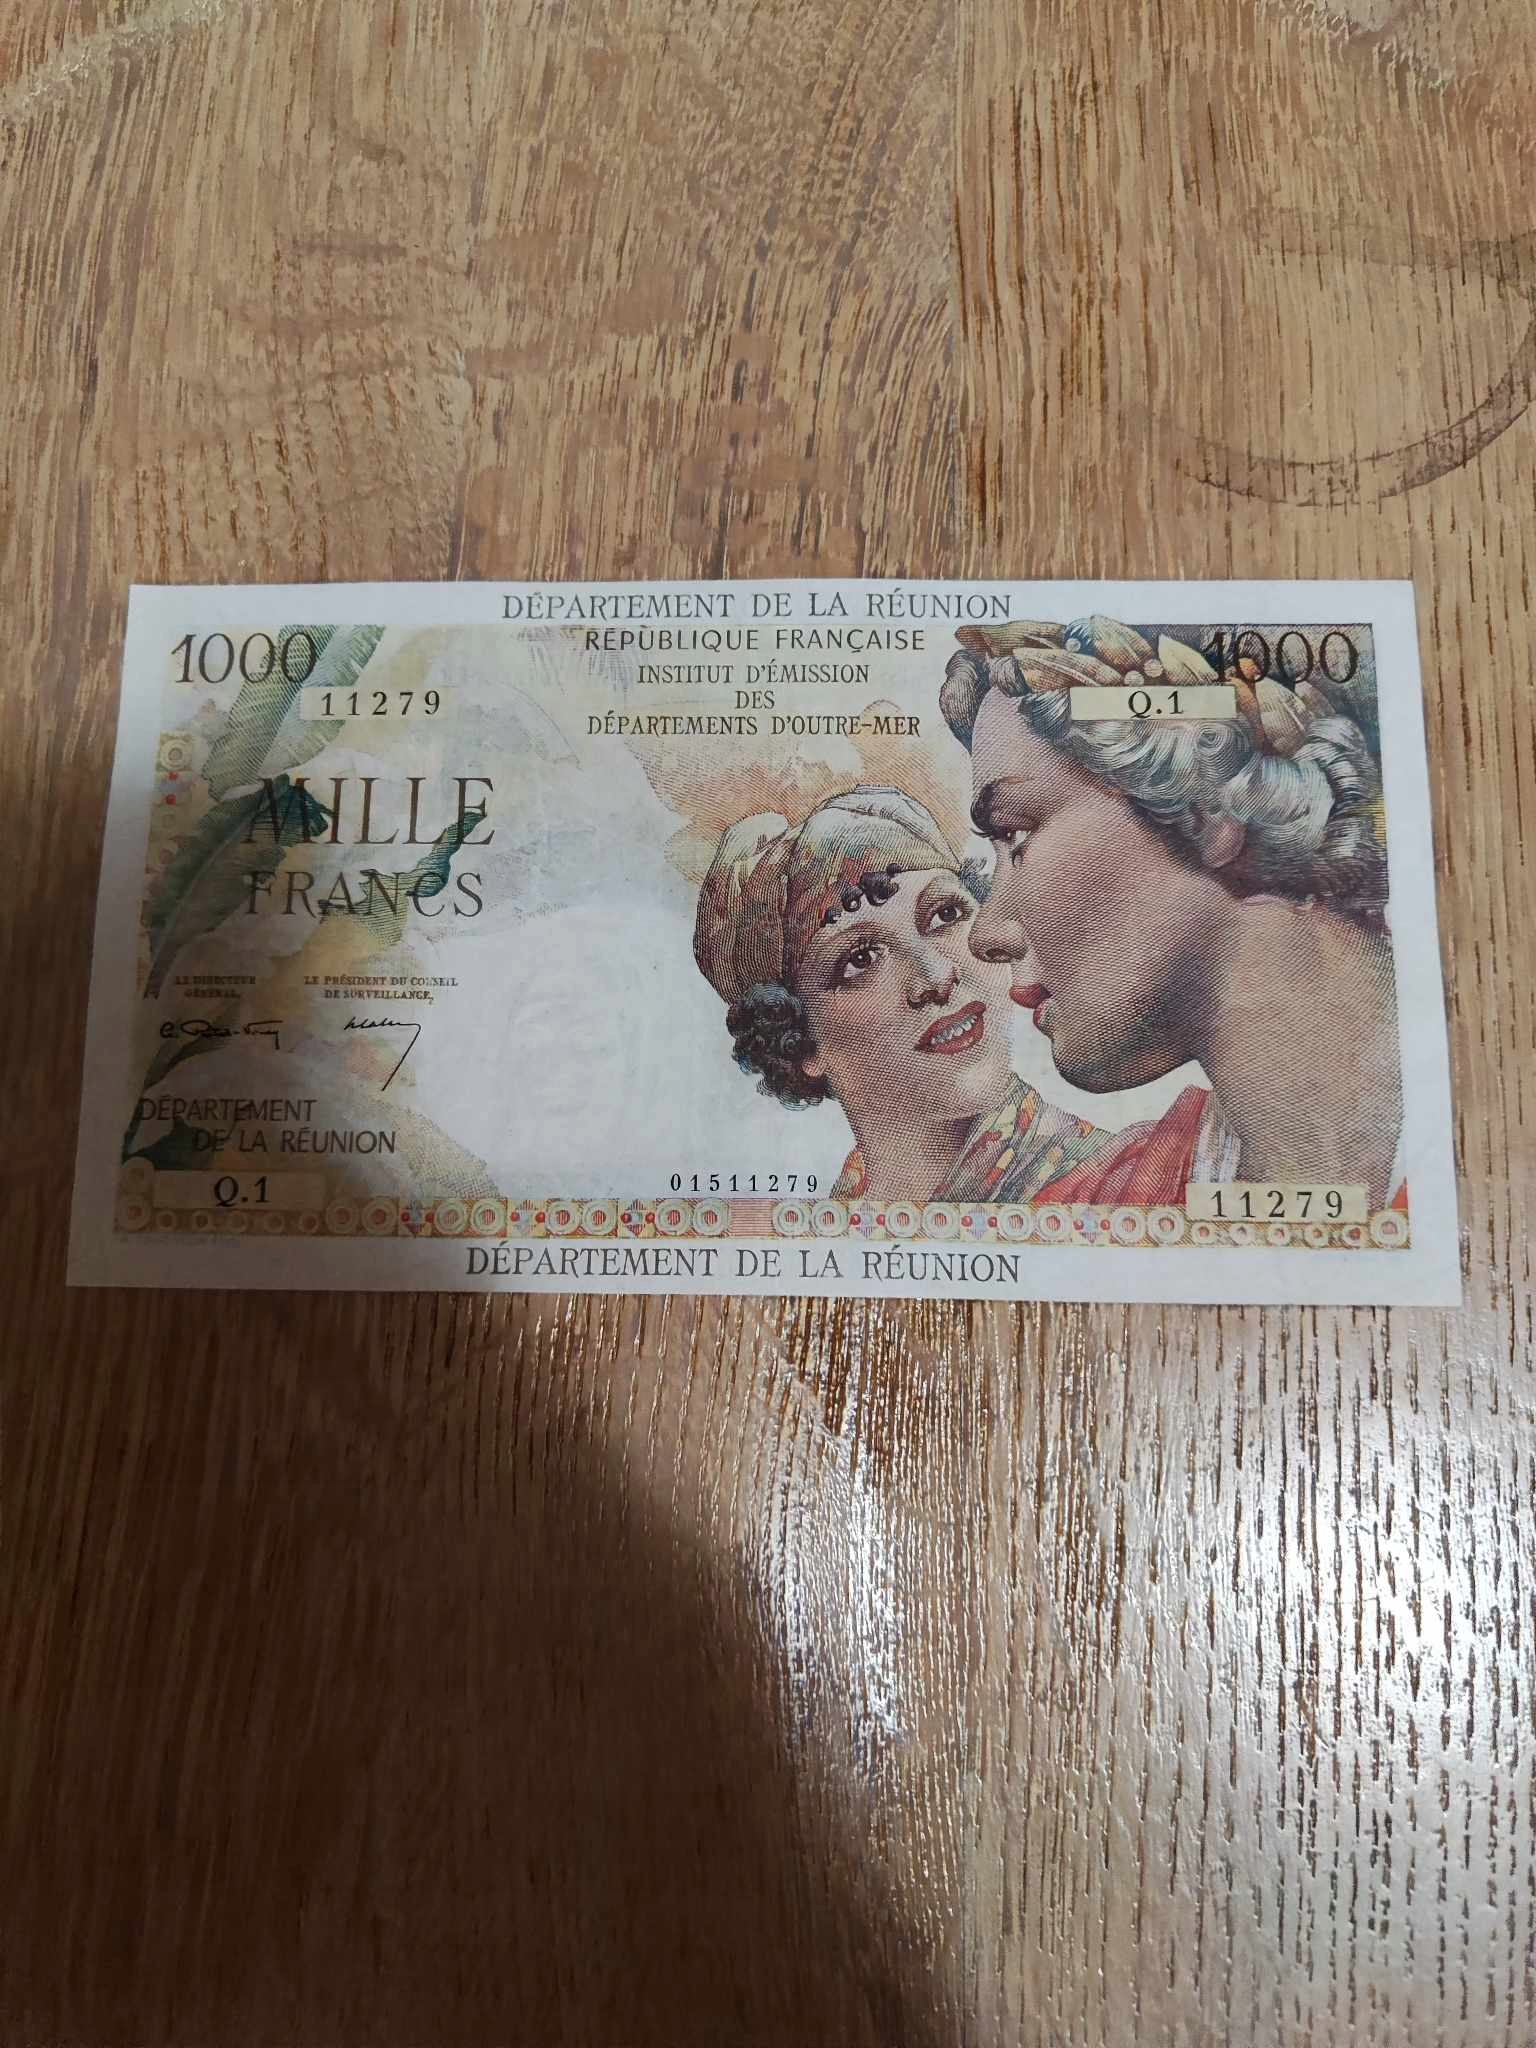 DÉPARTEMENT DE LA RÉUNION
1000
RÉPUBLIQUE FRANÇAISE
1000
11279
INSTITUT D'ÉMISSION
DES
DÉPARTEMENTS D'OUTRE-MER
Q.1
MILLE
FRANCS
LE DIRECTEUR
GÉNÉRAL,
LE PRÉSIDENT DU CONSEIL
DE SURVEILLANCE,
DÉPARTEMENT
DE LA RÉUNION
Q.1
01511279
11279
DÉPARTEMENT DE LA RÉUNION